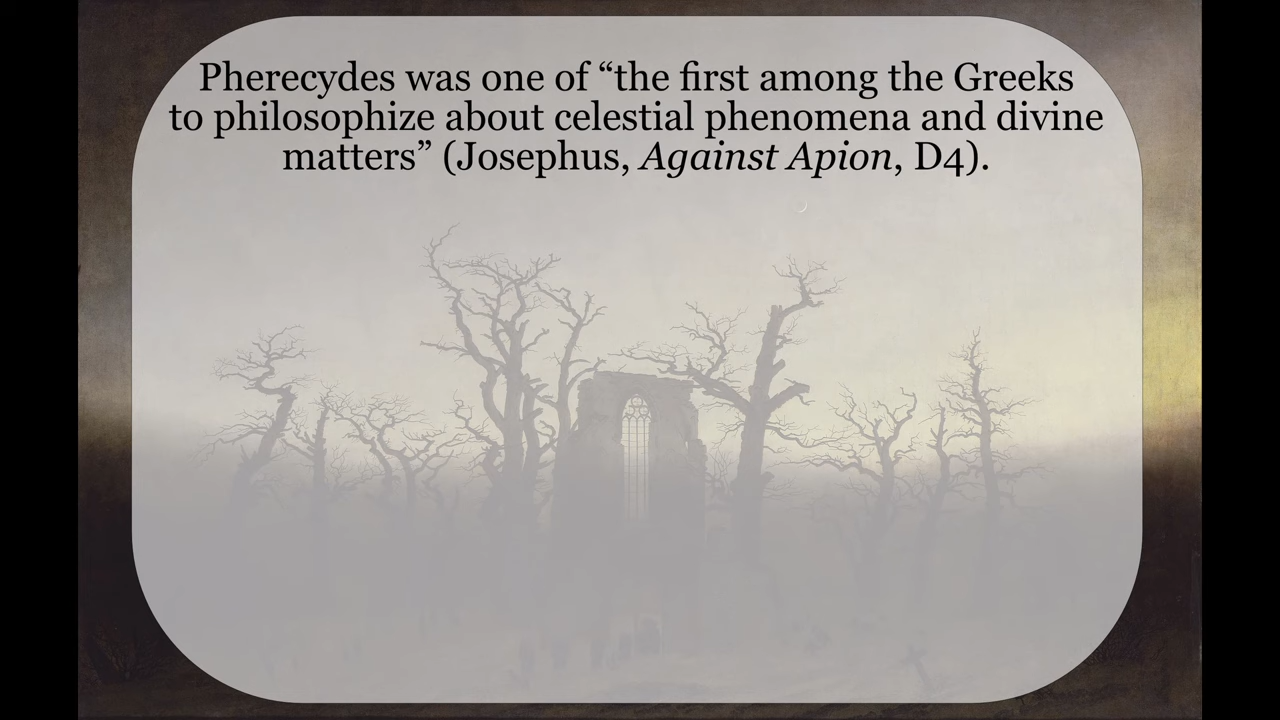 Pherecydes was one of “the first among the Greeks
to philosophize about celestial phenomena and divine
matters” (Josephus, Against Apion, D4).